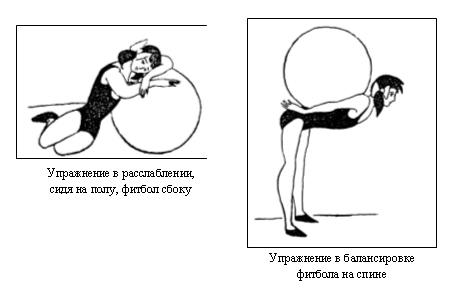 Упражнение в расслаблении,
сидя на полу, фитбол сбоку
Упражнение в балансировке
фитбола на спине